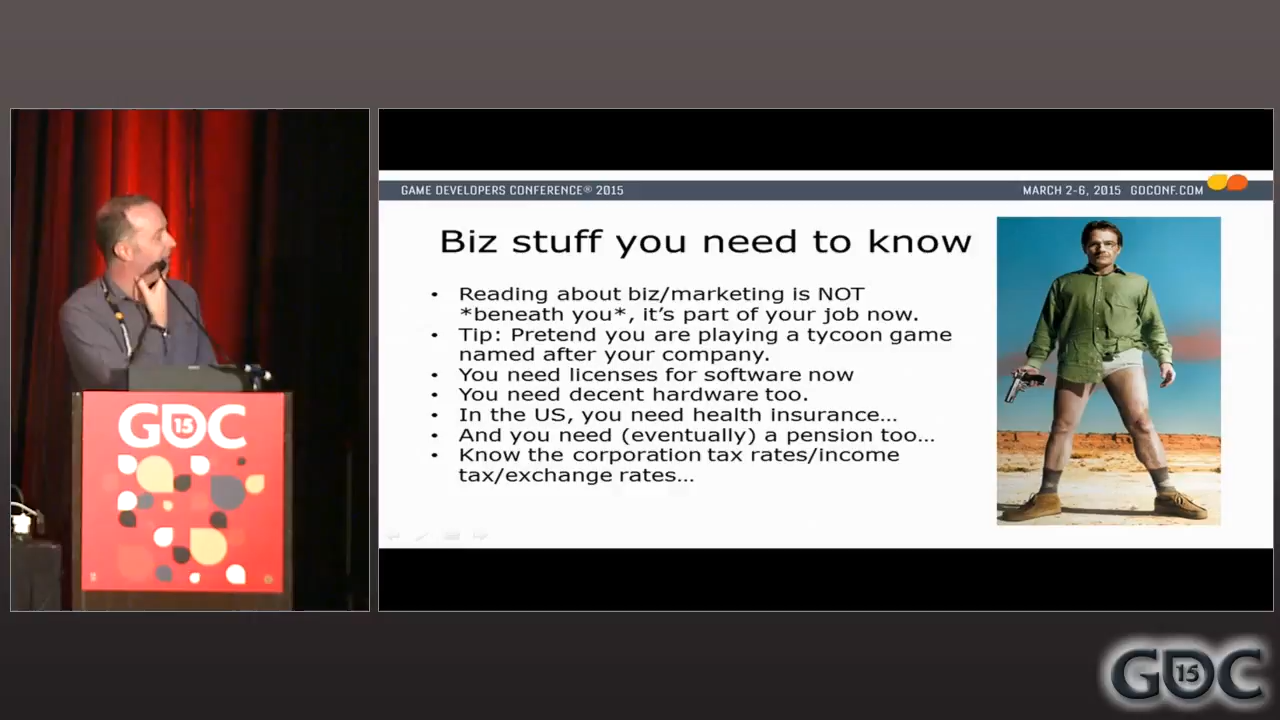 GAME DEVELOPERS CONFERENCE® 2015
MARCH 2-6, 2015 GDCONF.COM
Biz stuff you need to know
• Reading about biz/marketing is NOT
*beneath you*, it's part of your job now.
• Tip: Pretend you are playing a tycoon game
named after your company.
• You need licenses for software now
• You need decent hardware too.
• In the US, you need health insurance...
• And you need (eventually) a pension too...
• Know the corporation tax rates/income
tax/exchange rates...
GDC 15
GDC 15